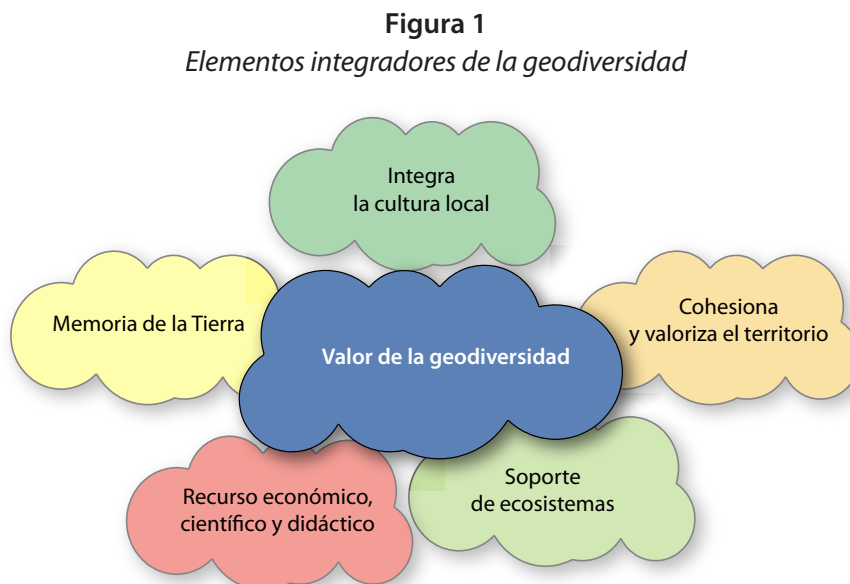 Figura 1
Elementos integradores de la geodiversidad
Integra
la cultura local
Memoria de la Tierra
Cohesiona
y valoriza el territorio
Valor de la geodiversidad
Recurso económico,
científico y didáctico
Soporte
de ecosistemas